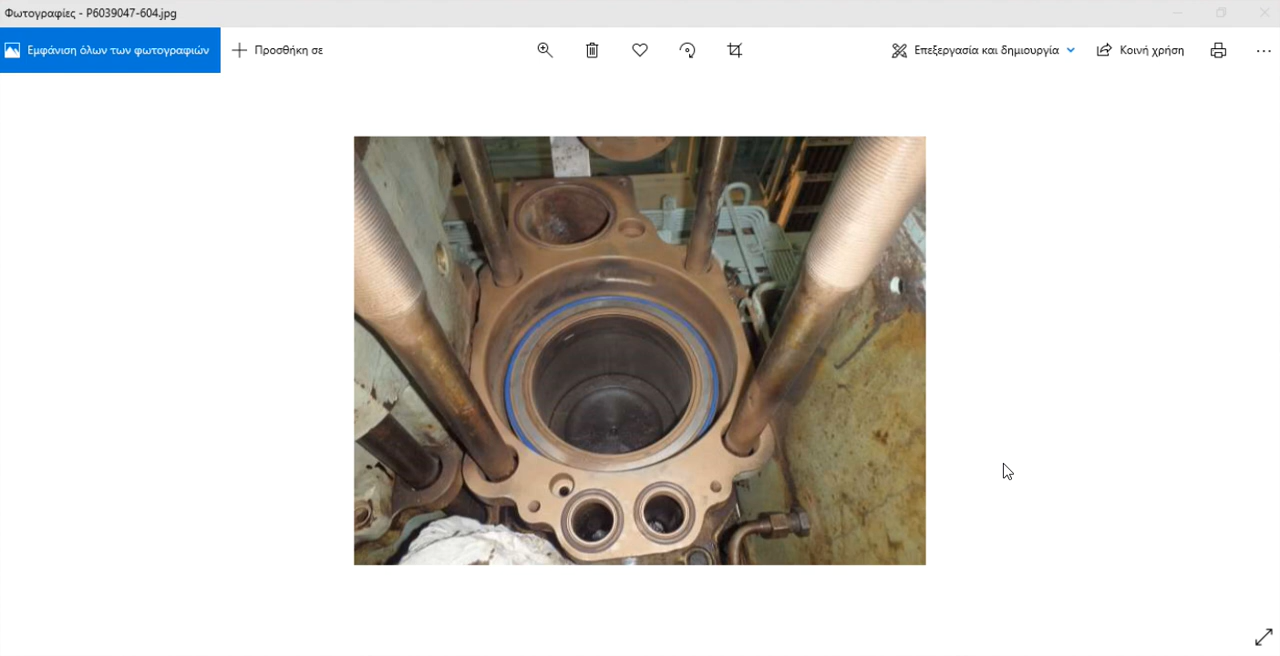 Φωτογραφίες - P6039047-604.jpg
Εμφάνιση όλων των φωτογραφιών
Προσθήκη σε
Επεξεργασία και δημιουργία
Κοινή χρήση